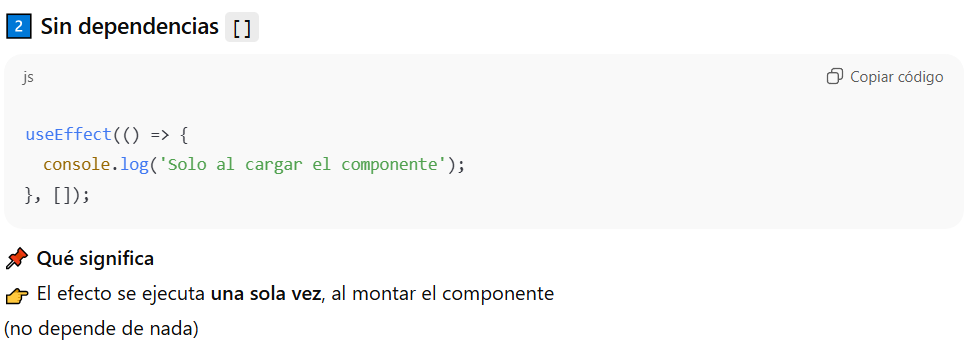 2 Sin dependencias []
js
Copiar código
useEffect(() => {
  console.log('Solo al cargar el componente');
}, []);
📌 Qué significa
👉 El efecto se ejecuta una sola vez, al montar el componente
(no depende de nada)